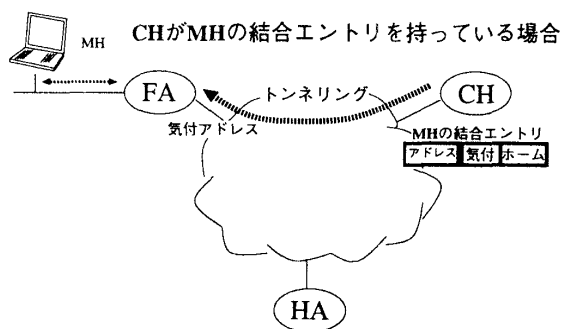 CHがMHの結合エントリを持っている場合
MH
FA
トンネリング
CH
気付アドレス
MHの結合エントリ
アドレス 気付 ホーム
HA